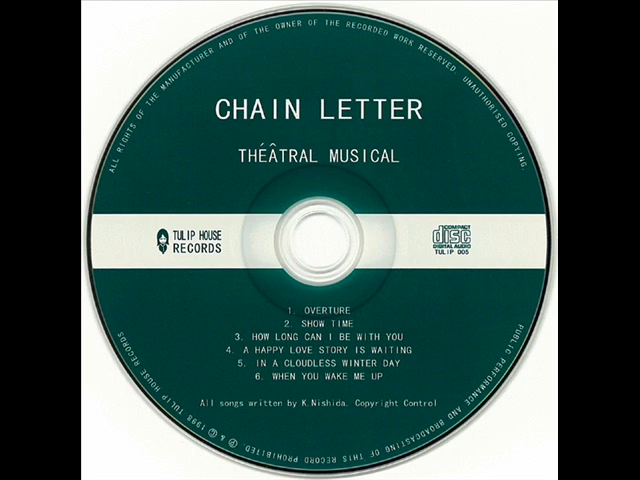 ALL RIGHTS OF THE MANUFACTURER AND OF THE OWNER OF THE RECORDED WORK RESERVED. UNAUTHORISED COPYING,
CHAIN LETTER
THÉÂTRAL MUSICAL
TULIP HOUSE
RECORDS
COMPACT
disc
DIGITAL AUDIO
TULIP 005
1. OVERTURE
2. SHOW TIME
3. HOW LONG CAN I BE WITH YOU
4. A HAPPY LOVE STORY IS WAITING
5. IN A CLOUDLESS WINTER DAY
6. WHEN YOU WAKE ME UP
All songs written by K.Nishida. Copyright Control
PUBLIC PERFORMANCE AND BROADCASTING OF THIS RECORD PROHIBITED. ℗ & © 1998 TULIP HOUSE RECORDS